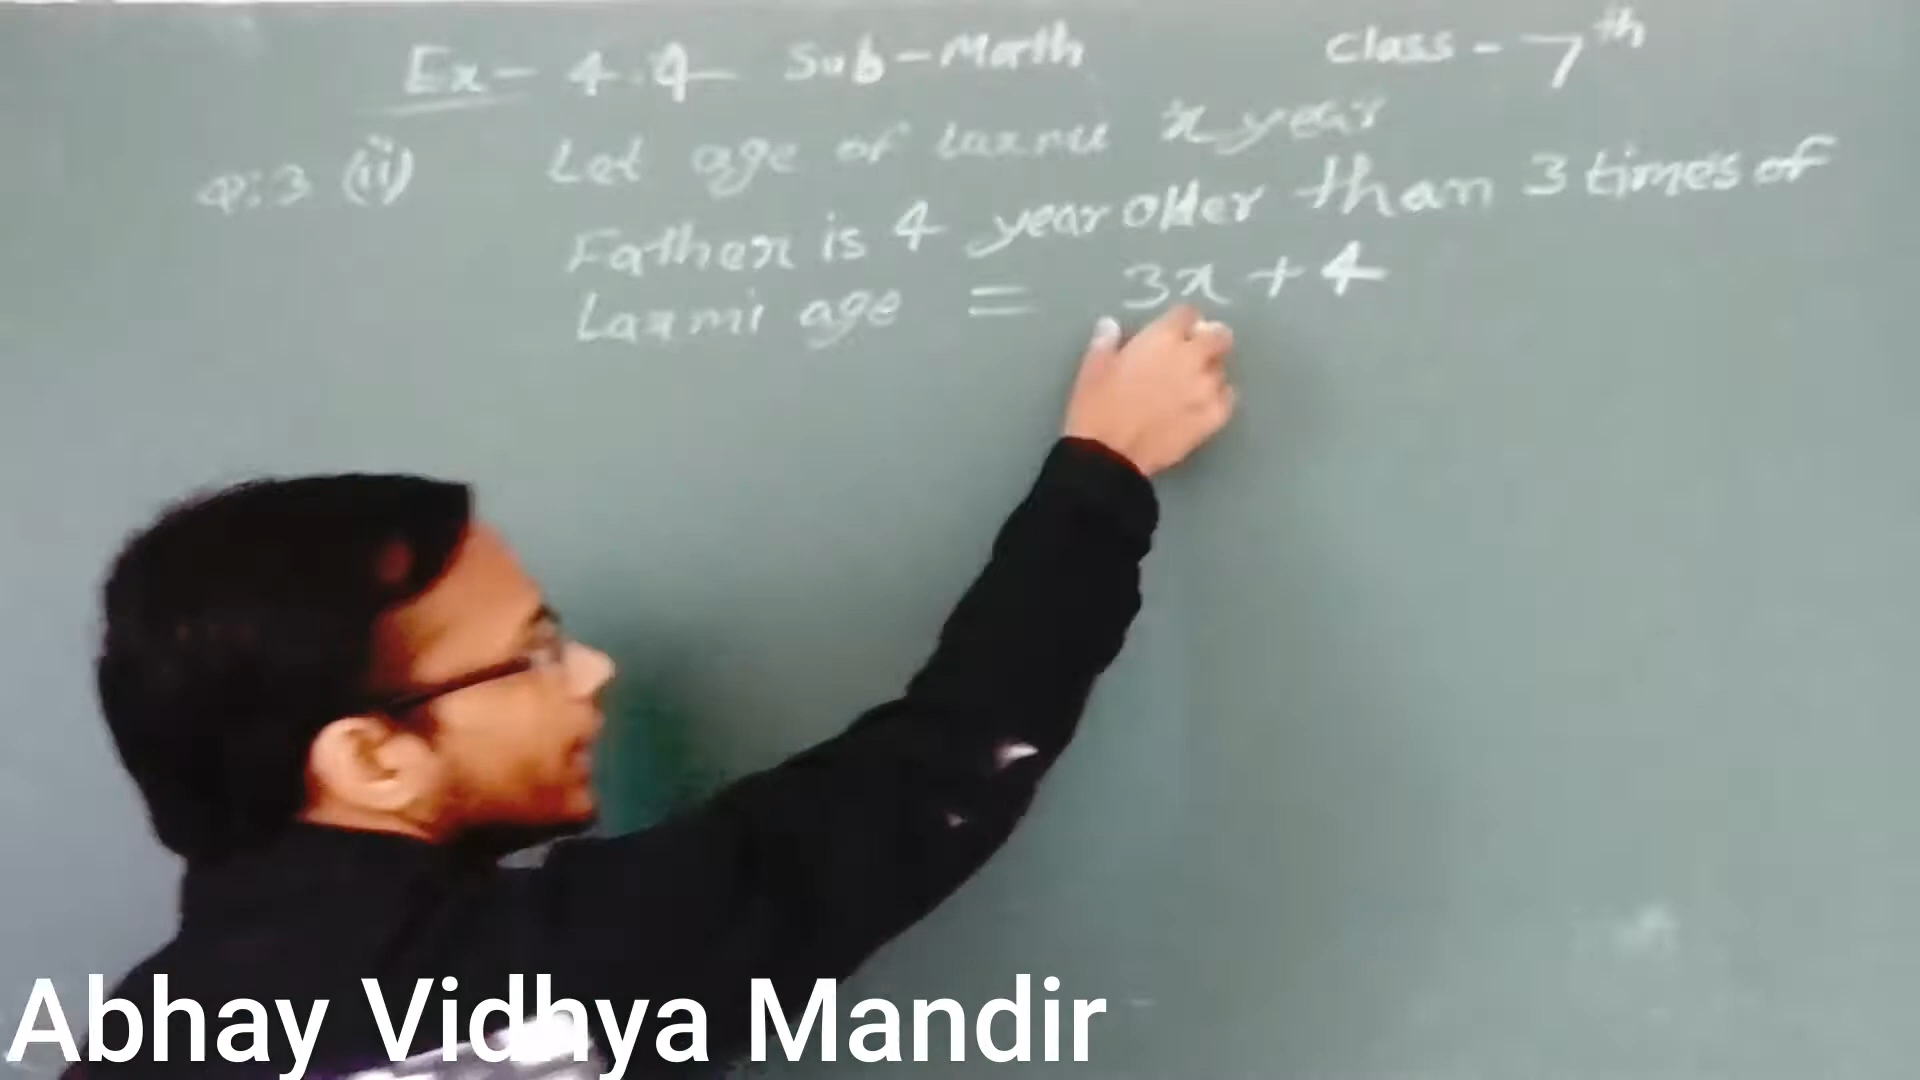 Ex- 4.4 Sub-Math Class-7th
Q:3 (ii) Let age of laxmi x year
Father is 4 year older than 3 times of
Laxmi age = 3x+4
Abhay Vidhya Mandir